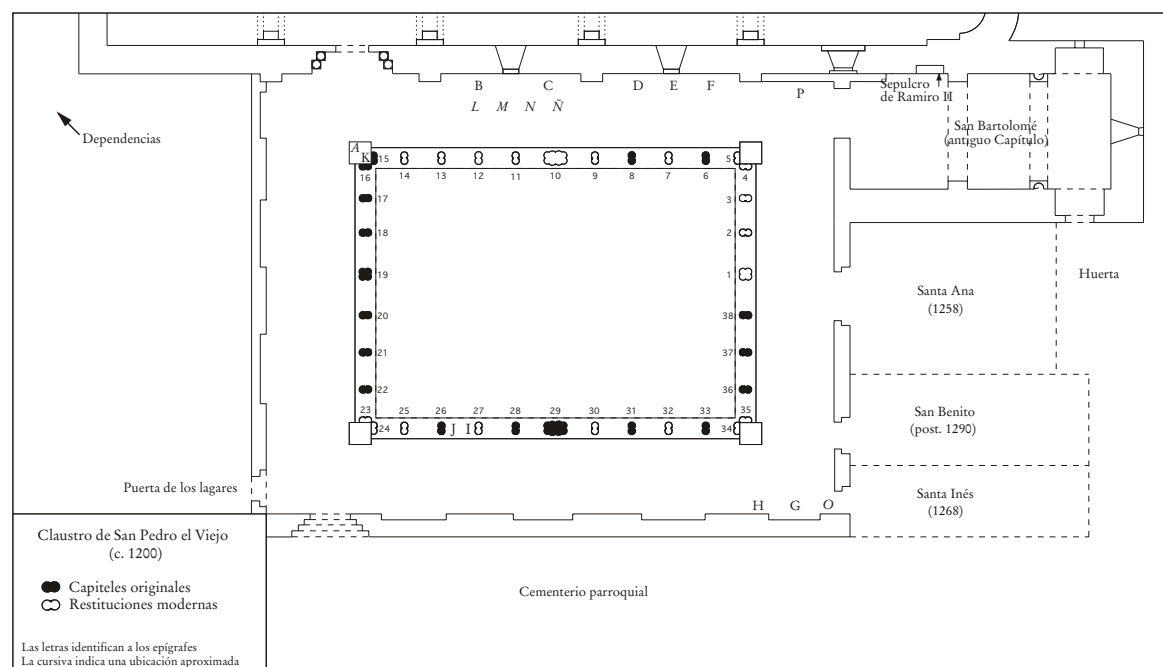 B C D E F
P
L M N Ñ
Sepulcro
de Ramiro II
San Bartolomé
(antiguo Capítulo)
Dependencias
A
K 15 5
16 14 13 12 11 10 9 8 7 6 4
17 3
18 2
19 1
20 38
21 37
22 36
Huerta
Santa Ana
(1258)
San Benito
(post. 1290)
Santa Inés
(1268)
23 25 26 27 28 29 30 31 32 33 35
24 J I 34
H G O
Puerta de los lagares
Claustro de San Pedro el Viejo
(c. 1200)
Capiteles originales
Restituciones modernas
Las letras identifican a los epígrafes
La cursiva indica una ubicación aproximada
Cementerio parroquial